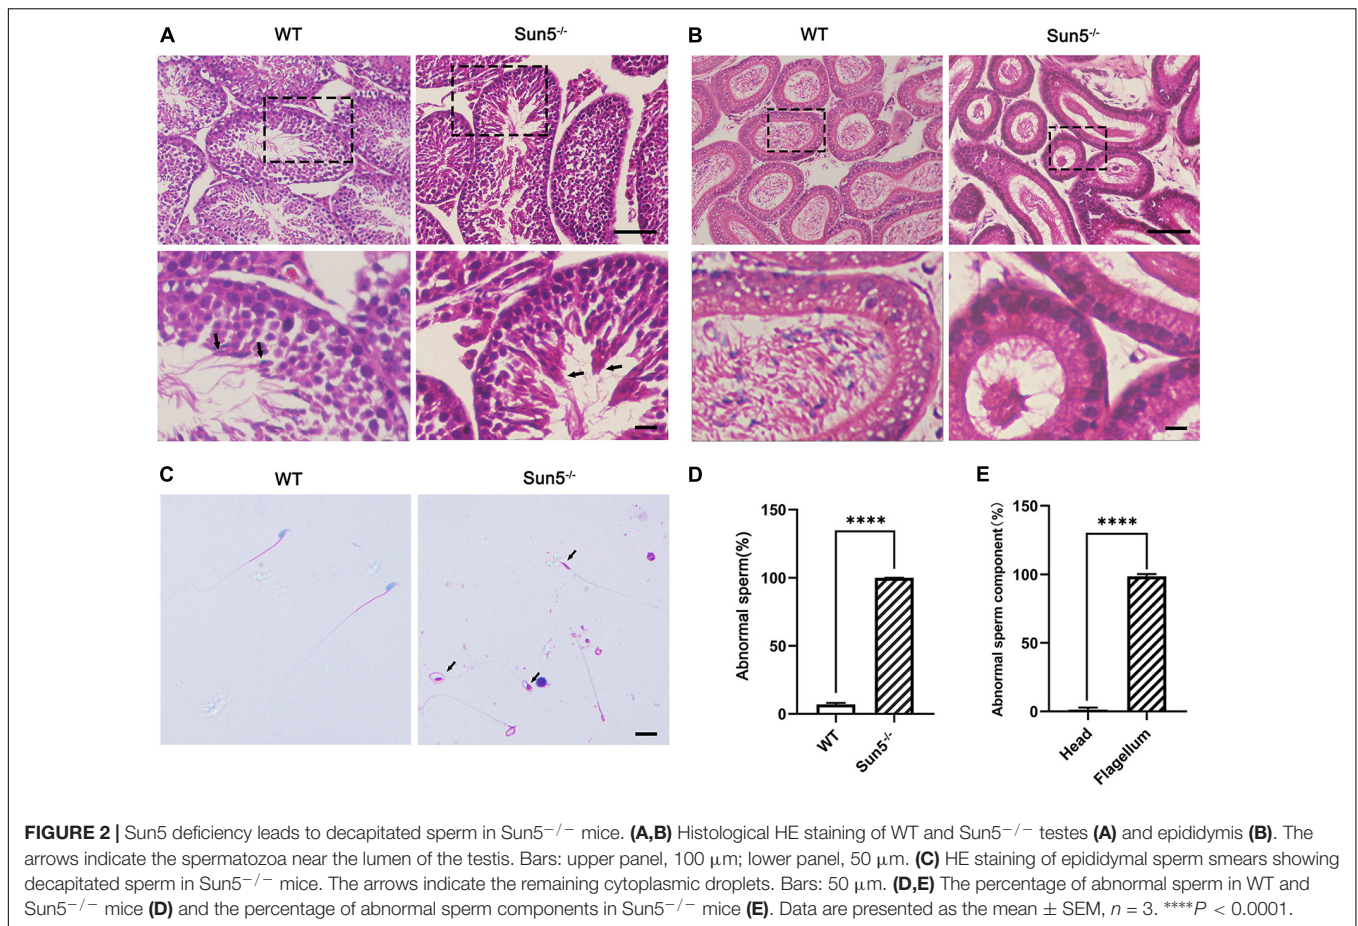 A
WT
Sun5-/-
B
WT
Sun5-/-
C
WT
Sun5-/-
D
Abnormal sperm(%)
150
100
50
0
****
WT
Sun5-/-
E
Abnormal sperm component(%)
150
100
50
0
****
Head
Flagellum
FIGURE 2 | Sun5 deficiency leads to decapitated sperm in Sun5−/− mice. (A,B) Histological HE staining of WT and Sun5−/− testes (A) and epididymis (B). The
arrows indicate the spermatozoa near the lumen of the testis. Bars: upper panel, 100 μm; lower panel, 50 μm. (C) HE staining of epididymal sperm smears showing
decapitated sperm in Sun5−/− mice. The arrows indicate the remaining cytoplasmic droplets. Bars: 50 μm. (D,E) The percentage of abnormal sperm in WT and
Sun5−/− mice (D) and the percentage of abnormal sperm components in Sun5−/− mice (E). Data are presented as the mean ± SEM, n = 3. ****P < 0.0001.